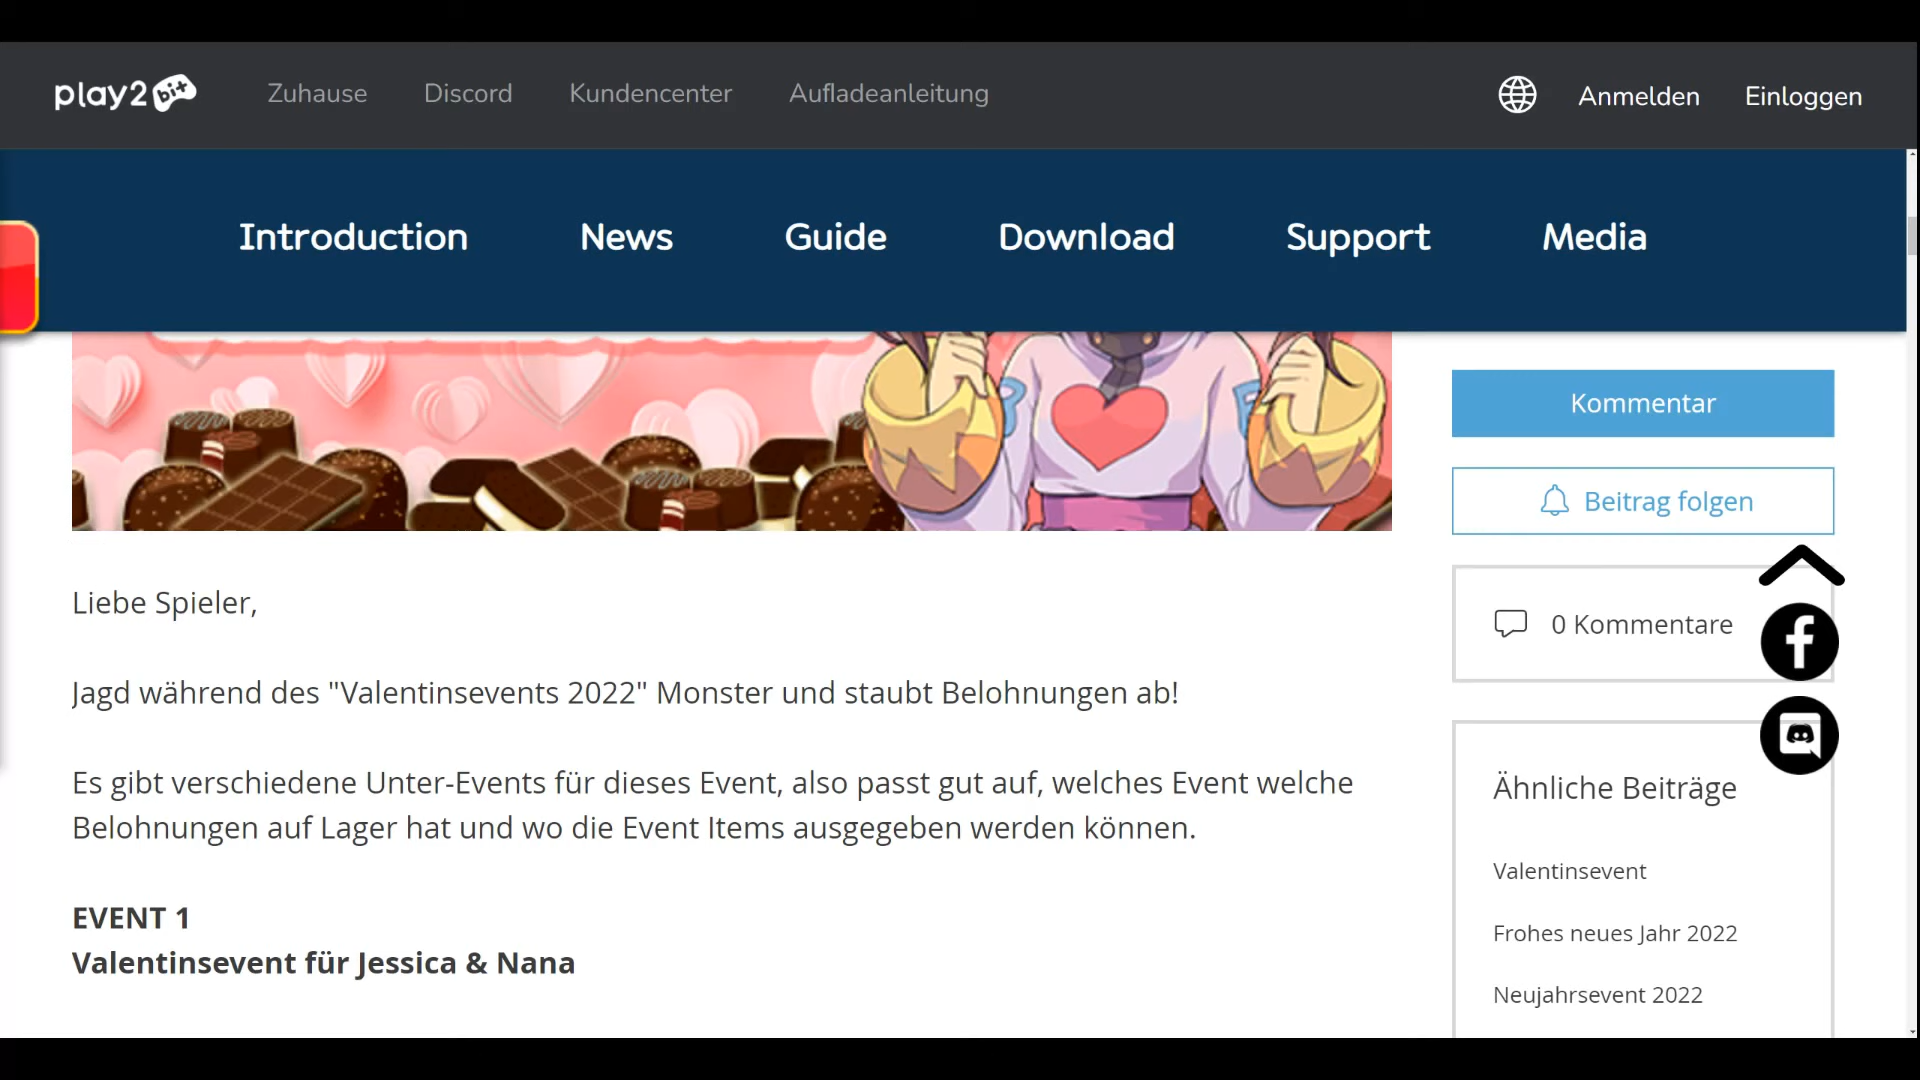 play2bit
Zuhause
Discord
Kundencenter
Aufladeanleitung
Anmelden
Einloggen
Introduction
News
Guide
Download
Support
Media
Kommentar
Beitrag folgen
0 Kommentare
Liebe Spieler,
Jagd während des "Valentinsevents 2022" Monster und staubt Belohnungen ab!
Es gibt verschiedene Unter-Events für dieses Event, also passt gut auf, welches Event welche
Belohnungen auf Lager hat und wo die Event Items ausgegeben werden können.
EVENT 1
Valentinsevent für Jessica & Nana
Ähnliche Beiträge
Valentinsevent
Frohes neues Jahr 2022
Neujahrsevent 2022